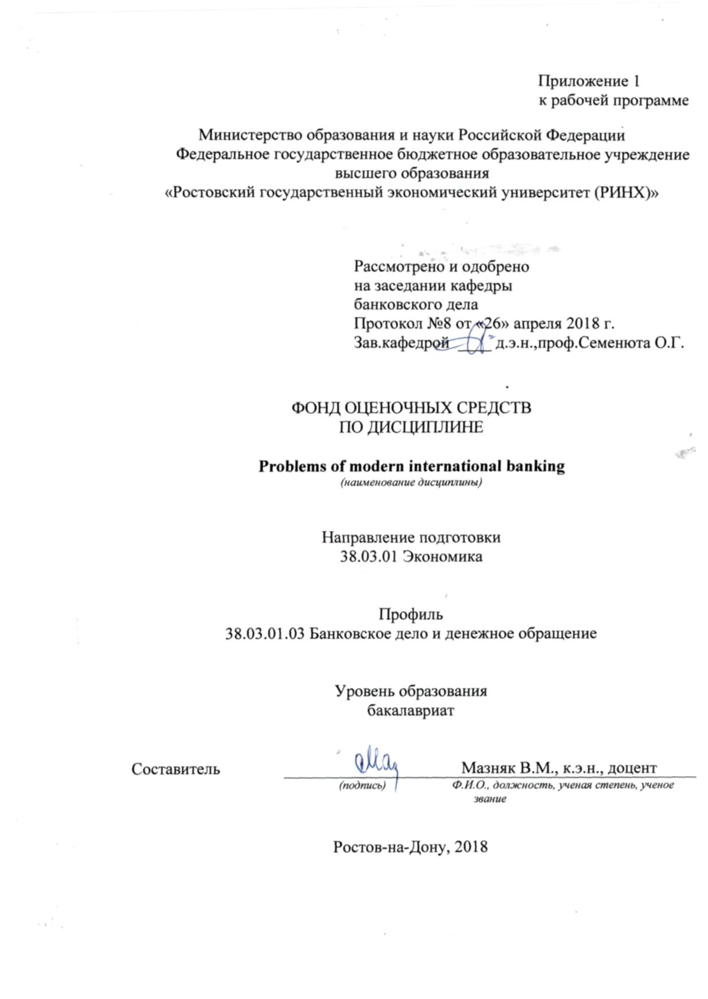 Приложение 1
к рабочей программе
Министерство образования и науки Российской Федерации
Федеральное государственное бюджетное образовательное учреждение
высшего образования
«Ростовский государственный экономический университет (РИНХ)»
Рассмотрено и одобрено
на заседании кафедры
банковского дела
Протокол №8 от «26» апреля 2018 г.
Зав.кафедрой ____ д.э.н.,проф.Семенюта О.Г.
ФОНД ОЦЕНОЧНЫХ СРЕДСТВ
ПО ДИСЦИПЛИНЕ
Problems of modern international banking
(наименование дисциплины)
Направление подготовки
38.03.01 Экономика
Профиль
38.03.01.03 Банковское дело и денежное обращение
Уровень образования
бакалавриат
Составитель Мазняк В.М., к.э.н., доцент
(подпись) Ф.И.О., должность, ученая степень, ученое
звание
Ростов-на-Дону, 2018